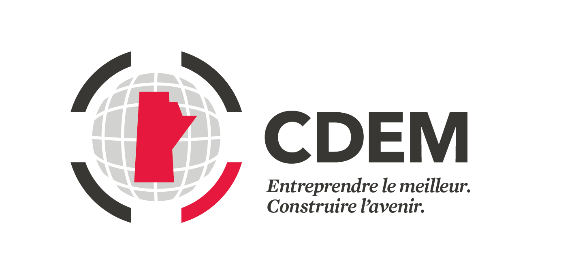 CDEM
Entreprendre le meilleur.
Construire l'avenir.